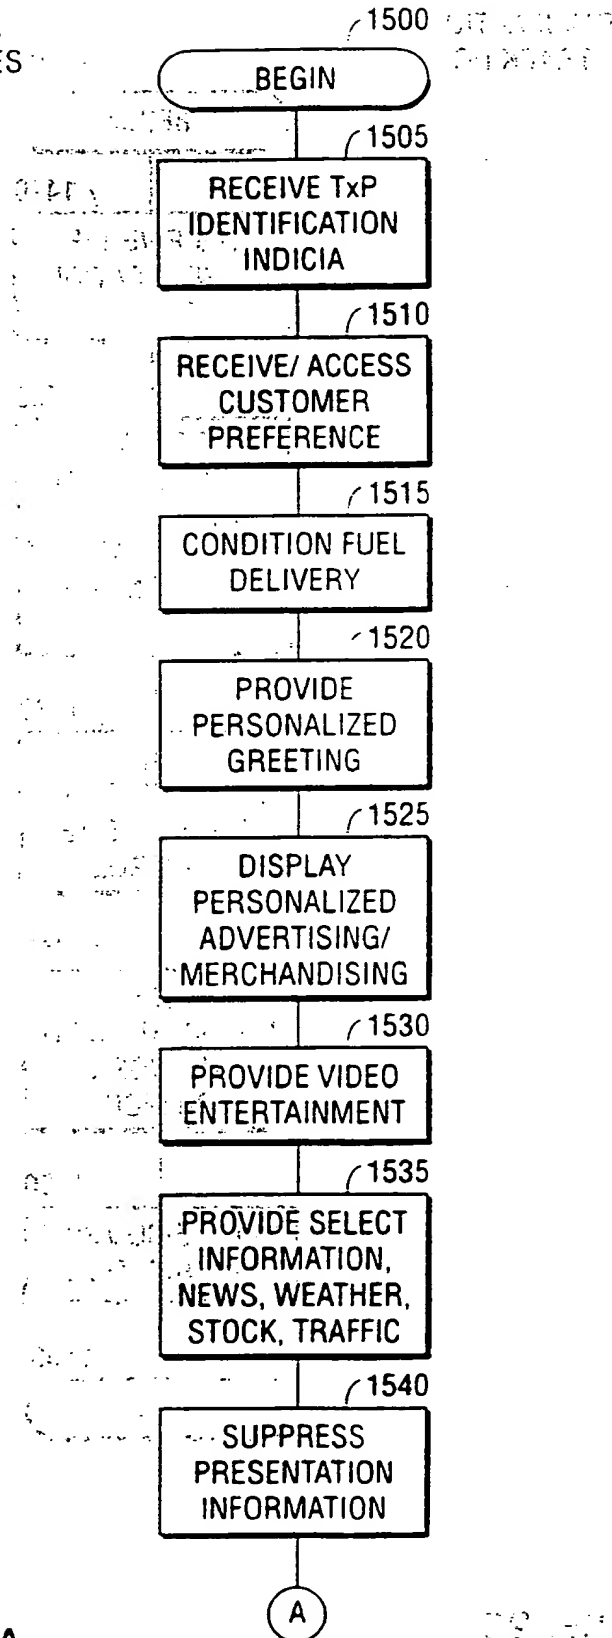 1500
ES
BEGIN
1505
RECEIVE TxP
IDENTIFICATION
INDICIA
1510
RECEIVE/ ACCESS
CUSTOMER
PREFERENCE
1515
CONDITION FUEL
DELIVERY
1520
PROVIDE
PERSONALIZED
GREETING
1525
DISPLAY
PERSONALIZED
ADVERTISING/
MERCHANDISING
1530
PROVIDE VIDEO
ENTERTAINMENT
1535
PROVIDE SELECT
INFORMATION,
NEWS, WEATHER,
STOCK, TRAFFIC
1540
SUPPRESS
PRESENTATION
INFORMATION
A